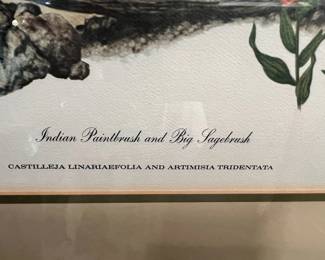 Indian Paintbrush and Big Sagebrush
CASTILLEJA LINARIAEFOLIA AND ARTIMISIA TRIDENTATA